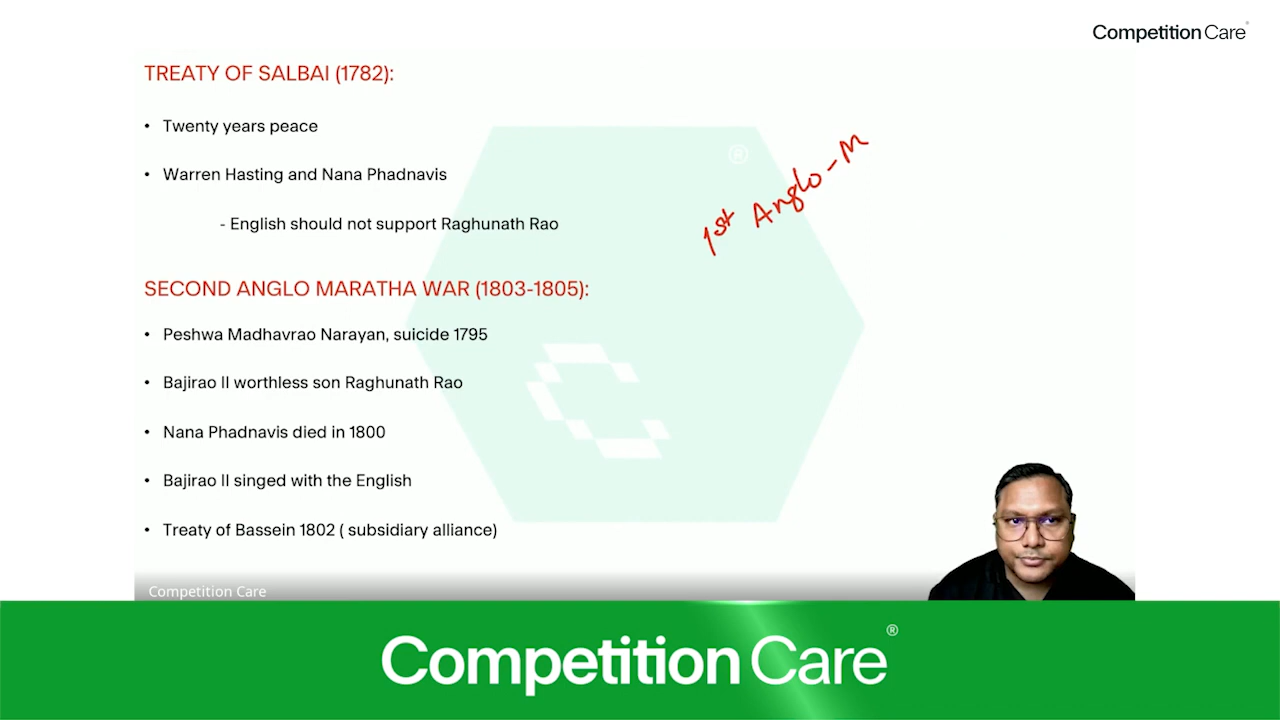 Competition Care
TREATY OF SALBAI (1782):
• Twenty years peace
• Warren Hasting and Nana Phadnavis
- English should not support Raghunath Rao
1st Anglo-M
SECOND ANGLO MARATHA WAR (1803-1805):
• Peshwa Madhavrao Narayan, suicide 1795
• Bajirao II worthless son Raghunath Rao
• Nana Phadnavis died in 1800
• Bajirao II singed with the English
• Treaty of Bassein 1802 ( subsidiary alliance)
Competition Care
Competition Care®